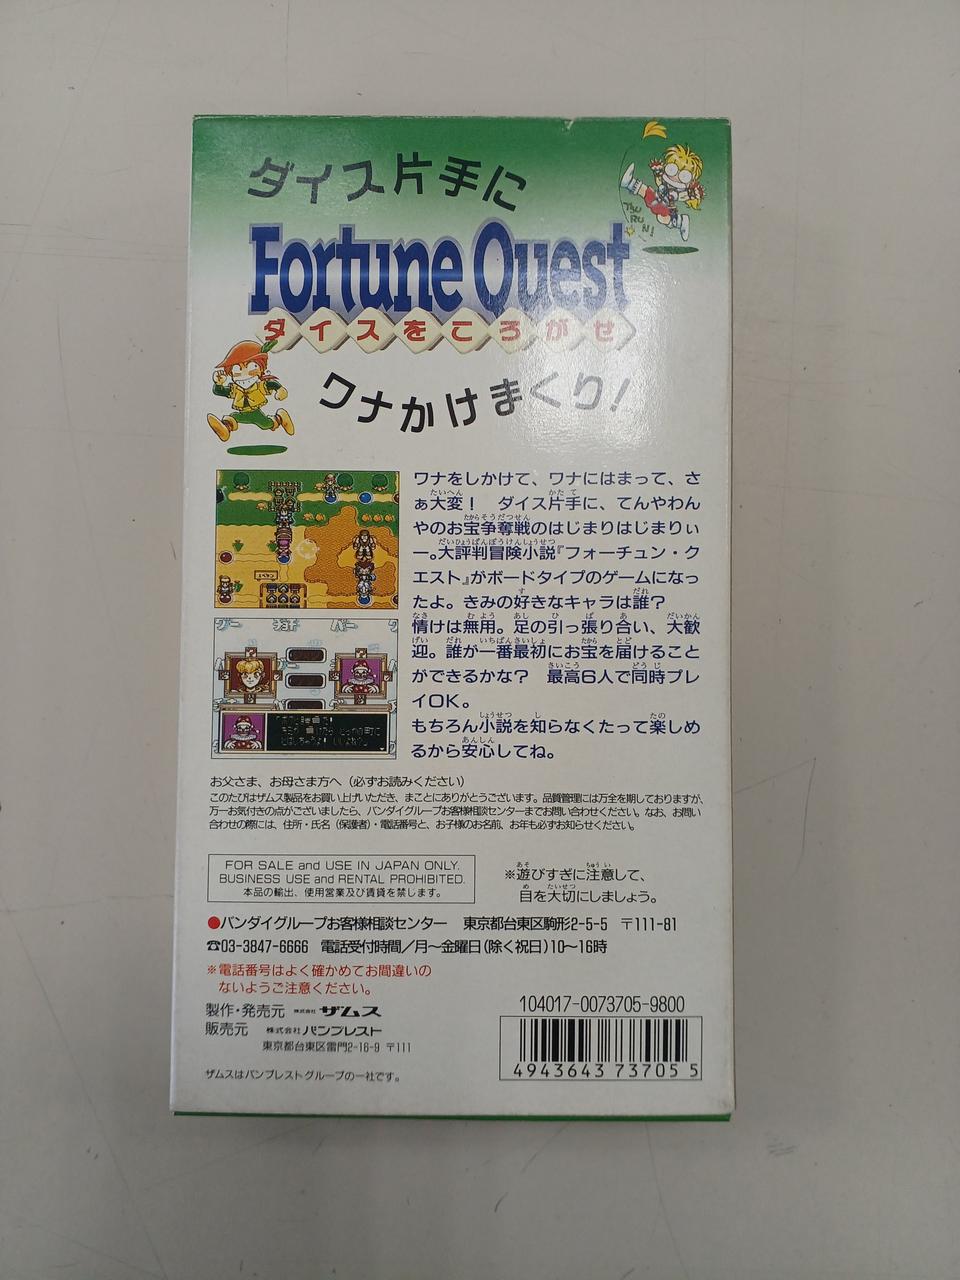 ダイス片手に
TSU RU N!
Fortune Quest
ダイスをころがせ
ワナかけまくり!
ワナをしかけて、ワナにはまって、さ
ぁ大変! ダイス片手に、てんやわん
やのお宝争奪戦のはじまりはじまりぃ
ー。大評判冒険小説『フォーチュン・ク
エスト』がボードタイプのゲームになっ
たよ。きみの好きなキャラは誰?
情けは無用。足の引っ張り合い、大歓
迎。誰が一番最初にお宝を届けること
ができるかな? 最高6人で同時プレ
イOK。
もちろん小説を知らなくたって楽しめ
るから安心してね。
お父さま、お母さま方へ(必ずお読みください)
このたびはザムス製品をお買い上げいただき、まことにありがとうございます。品質管理には万全を期しておりますが、
万一お気付きの点がございましたら、バンダイグループお客様相談センターまでお問い合わせください。なお、お問い
合わせの際には、住所・氏名(保護者)・電話番号と、お子様のお名前、お年も必ずお知らせください。
FOR SALE and USE IN JAPAN ONLY.
BUSINESS USE and RENTAL PROHIBITED.
本品の輸出、使用営業及び賃貸を禁じます。
※遊びすぎに注意して、
目を大切にしましょう。
●バンダイグループお客様相談センター 東京都台東区駒形2-5-5 〒111-81
☎03-3847-6666 電話受付時間/月〜金曜日(除く祝日)10〜16時
※電話番号はよく確かめてお間違いの
ないようご注意ください。
製作・発売元 株式会社 ザムス
販売元 株式会社 バンプレスト
東京都台東区雷門2-16-9 〒111
ザムスはバンプレストグループの一社です。
104017-0073705-9800
4943643737055